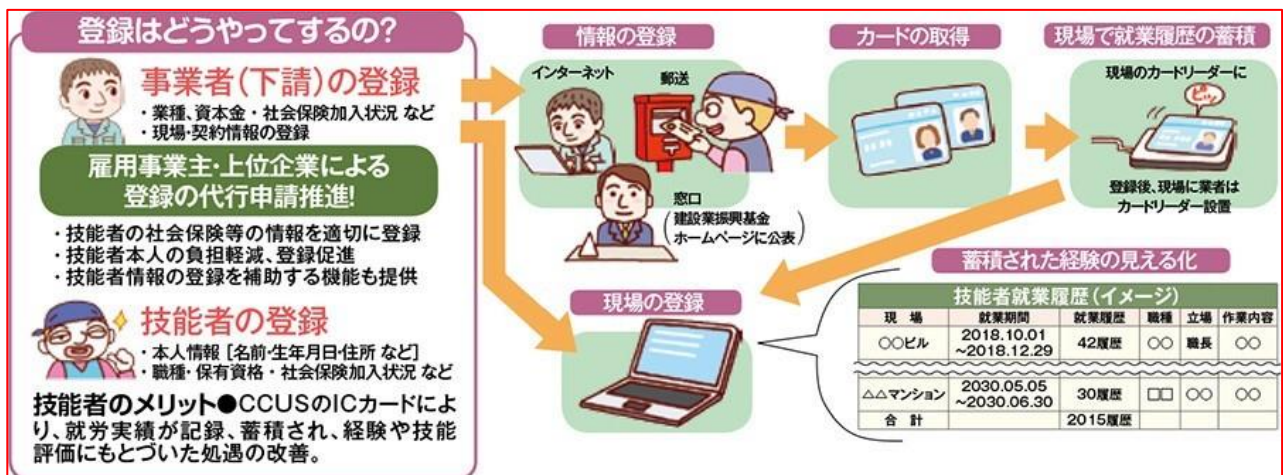 登録はどうやってするの?
事業者(下請)の登録
・業種、資本金・社会保険加入状況 など
・現場・契約情報の登録
雇用事業主・上位企業による
登録の代行申請推進!
・技能者の社会保険等の情報を適切に登録
・技能者本人の負担軽減、登録促進
・技能者情報の登録を補助する機能も提供
技能者の登録
・本人情報[名前・生年月日・住所 など]
・職種・保有資格・社会保険加入状況 など
技能者のメリット●CCUSのICカードによ
り、就労実績が記録、蓄積され、経験や技能
評価にもとづいた処遇の改善。
情報の登録
インターネット
郵送
窓口
(建設業振興基金
ホームページに公表)
カードの取得
現場で就業履歴の蓄積
現場のカードリーダーに
ピッ
登録後、現場に業者は
カードリーダー設置
現場の登録
蓄積された経験の見える化
技能者就業履歴(イメージ)
現 場 就業期間 就業履歴 職種 立場 作業内容
○○ビル 2018.10.01 ~2018.12.29 42履歴 ○○ 職長 ○○
△△マンション 2030.05.05 ~2030.06.30 30履歴 □□ ○○ ○○
合 計 2015履歴